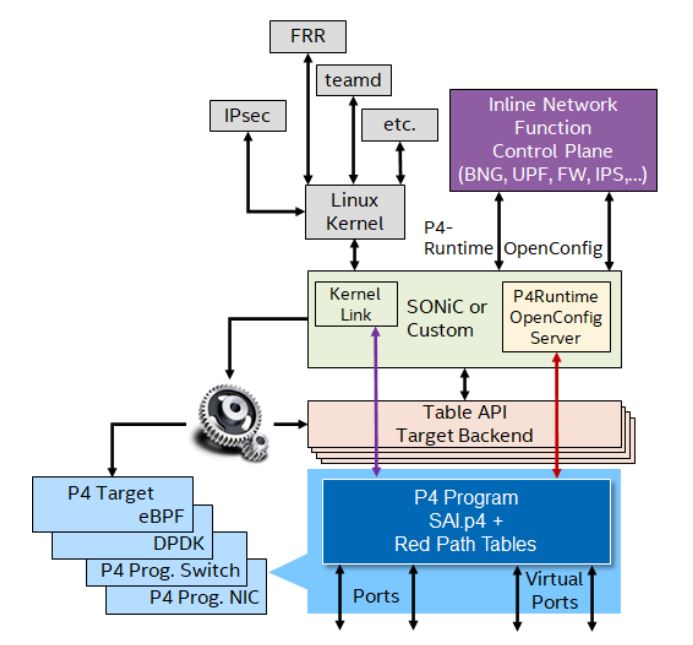 FRR
teamd
IPsec
etc.
Linux
Kernel
Inline Network
Function
Control Plane
(BNG, UPF, FW, IPS,...)
P4-
Runtime
OpenConfig
Kernel
Link
SONiC or
Custom
P4Runtime
OpenConfig
Server
Table API
Target Backend
P4 Target
eBPF
DPDK
P4 Prog. Switch
P4 Prog. NIC
P4 Program
SAI.p4 +
Red Path Tables
Ports
Virtual
Ports